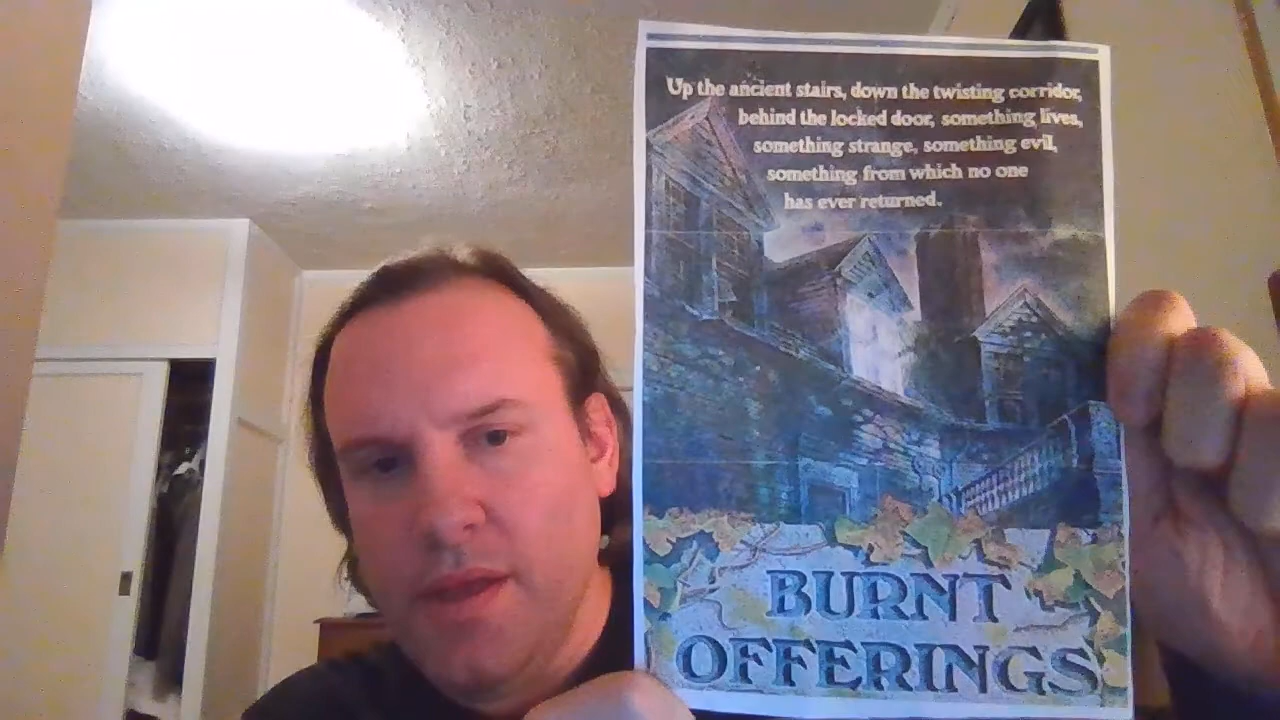 Up the ancient stairs, down the twisting corridor,
behind the locked door, something lives,
something strange, something evil,
something from which no one
has ever returned.
BURNT
OFFERINGS